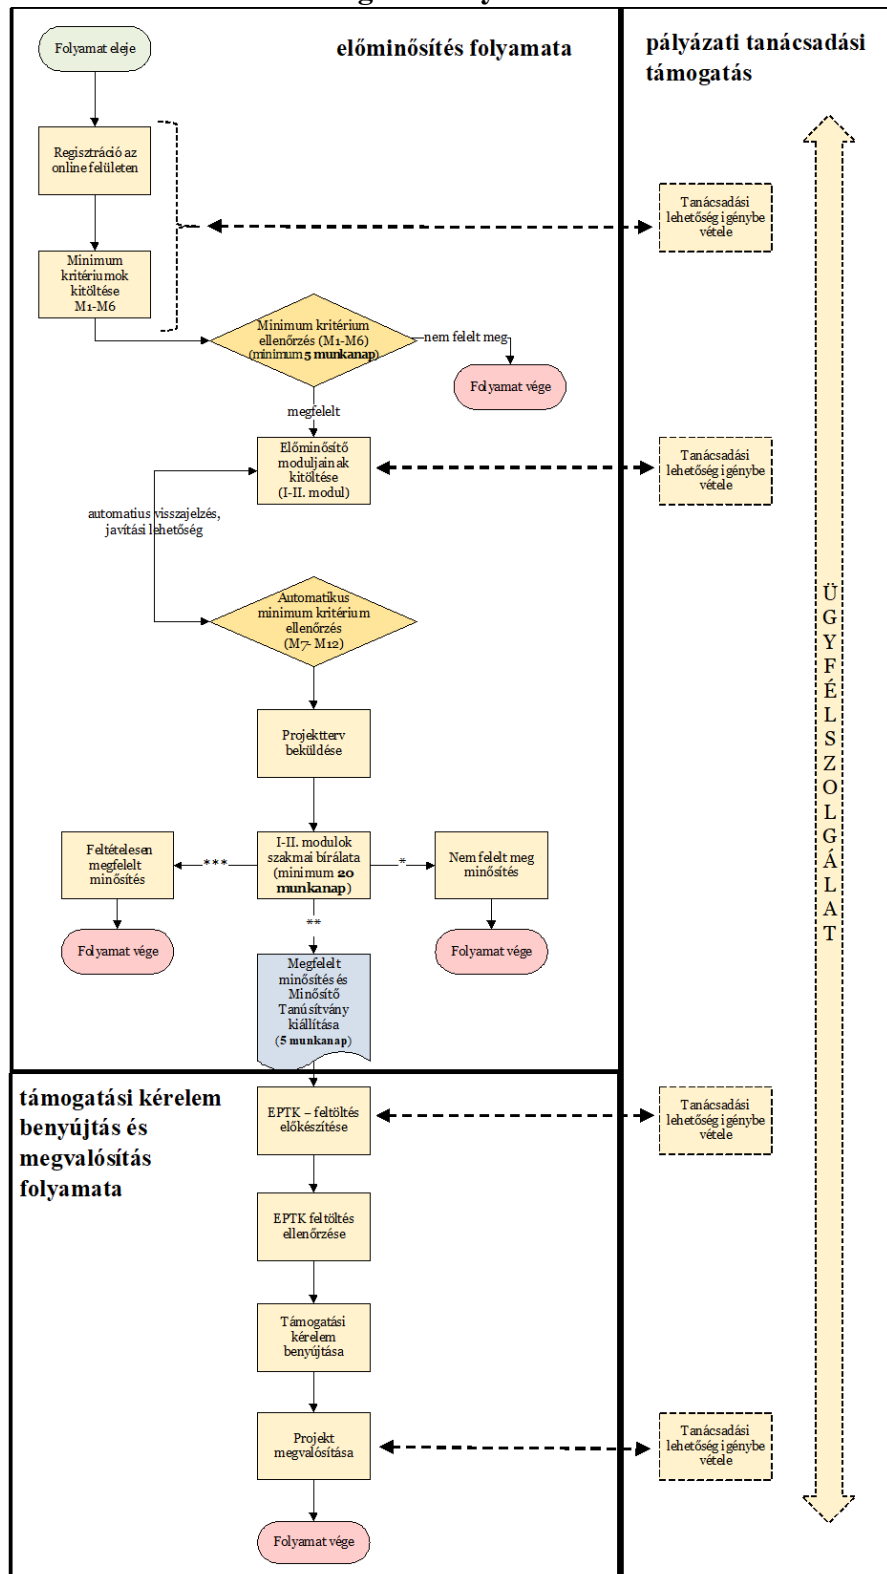 előminősítés folyamata
pályázati tanácsadási
támogatás
Folyamat eleje
Regisztráció az
online felületen
Tanácsadási
lehetőség igénybe
vétele
Minimum
kritériumok
kitöltése
M1-M6
Minimum kritérium
ellenőrzés (M1-M6)
(minimum 5 munkanap)
nem felelt meg
Folyamat vége
megfelelt
Előminősítő
moduljainak
kitöltése
(I-II. modul)
Tanácsadási
lehetőség igénybe
vétele
automatius visszajelzés,
javítási lehetőség
Automatikus
minimum kritérium
ellenőrzés
(M7- M12)
Projektterv
beküldése
Feltételesen
megfelelt
minősítés
***
I-II. modulok
szakmai bírálata
(minimum 20
munkanap)
*
Nem felelt meg
minősítés
**
Folyamat vége
Folyamat vége
Megfelelt
minősítés és
Minősítő
Tanúsítvány
kiállítása
(5 munkanap)
támogatási kérelem
benyújtás és
megvalósítás
folyamata
EPTK – feltöltés
előkészítése
Tanácsadási
lehetőség igénybe
vétele
EPTK feltöltés
ellenőrzése
Támogatási
kérelem
benyújtása
Projekt
megvalósítása
Tanácsadási
lehetőség igénybe
vétele
Folyamat vége
ÜGYFÉLSZOLGÁLAT